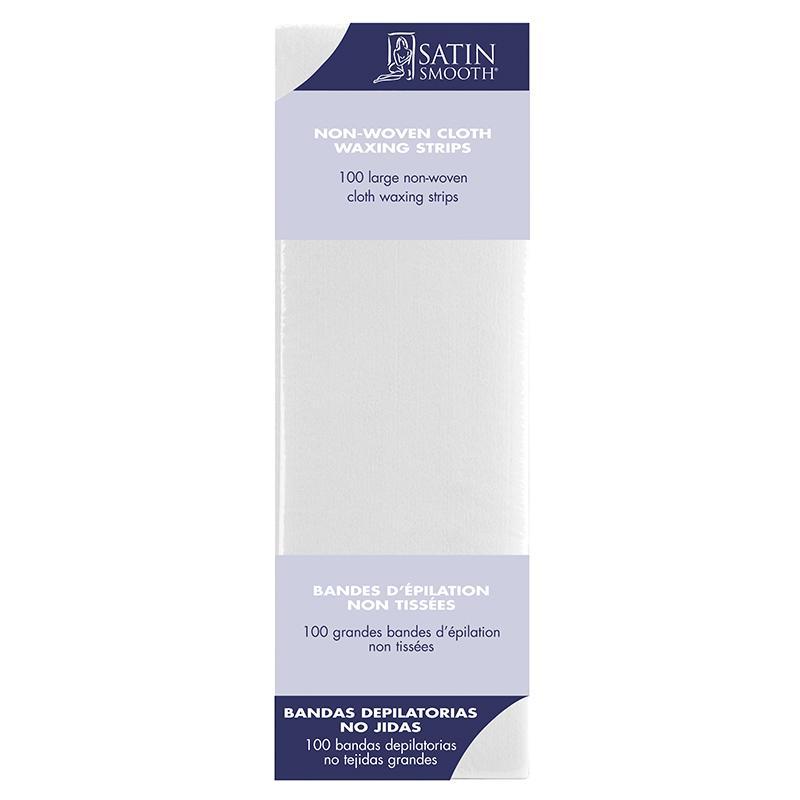 SATIN
SMOOTH®
NON-WOVEN CLOTH
WAXING STRIPS
100 large non-woven
cloth waxing strips
BANDES D'ÉPILATION
NON TISSÉES
100 grandes bandes d'épilation
non tissées
BANDAS DEPILATORIAS
NO JIDAS
100 bandas depilatorias
no tejidas grandes